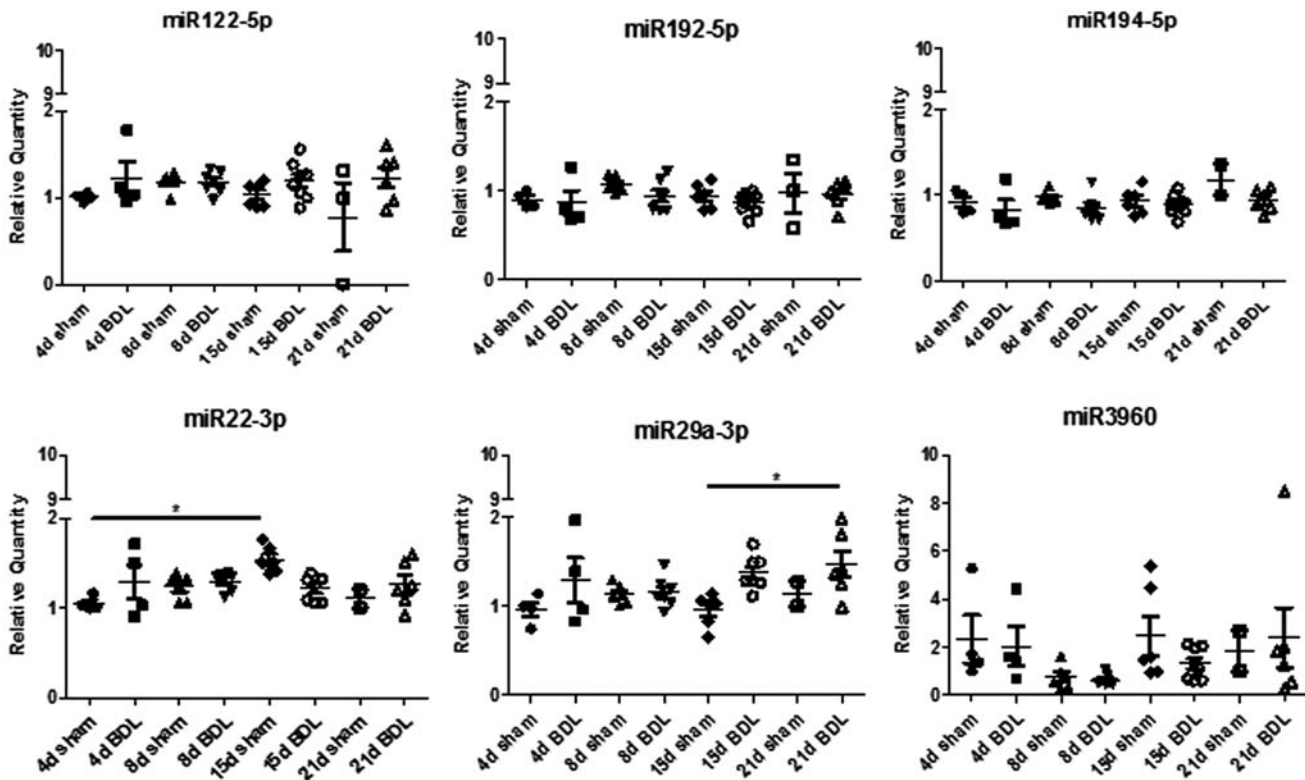 miR122-5p
Relative Quantity
10
9
2
1
0
4d sham
4d BDL
8d sham
8d BDL
15d sham
15d BDL
21d sham
21d BDL
miR192-5p
Relative Quantity
10
9
2
1
0
4d sham
4d BDL
8d sham
8d BDL
15d sham
15d BDL
21d sham
21d BDL
miR194-5p
Relative Quantity
10
9
2
1
0
4d sham
4d BDL
8d sham
8d BDL
15d sham
15d BDL
21d sham
21d BDL
miR22-3p
Relative Quantity
10
9
2
1
0
*
4d sham
4d BDL
8d sham
8d BDL
15d sham
15d BDL
21d sham
21d BDL
miR29a-3p
Relative Quantity
10
9
2
1
0
*
4d sham
4d BDL
8d sham
8d BDL
15d sham
15d BDL
21d sham
21d BDL
miR3960
Relative Quantity
10
8
6
4
2
0
4d sham
4d BDL
8d sham
8d BDL
15d sham
15d BDL
21d sham
21d BDL